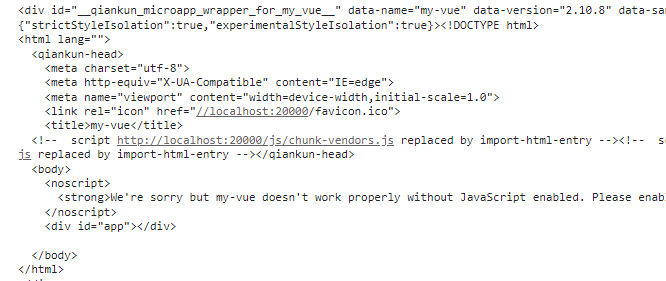 <div id="__qiankun_microapp_wrapper_for_my_vue__" data-name="my-vue" data-version="2.10.8" data-sa
{"strictStyleIsolation":true,"experimentalStyleIsolation":true}><!DOCTYPE html>
<html lang="">
<qiankun-head>
<meta charset="utf-8">
<meta http-equiv="X-UA-Compatible" content="IE=edge">
<meta name="viewport" content="width=device-width,initial-scale=1.0">
<link rel="icon" href="//localhost:20000/favicon.ico">
<title>my-vue</title>
<!--  script http://localhost:20000/js/chunk-vendors.js replaced by import-html-entry --><!--  s
js replaced by import-html-entry --></qiankun-head>
<body>
<noscript>
<strong>We're sorry but my-vue doesn't work properly without JavaScript enabled. Please enab
</noscript>
<div id="app"></div>
</body>
</html>